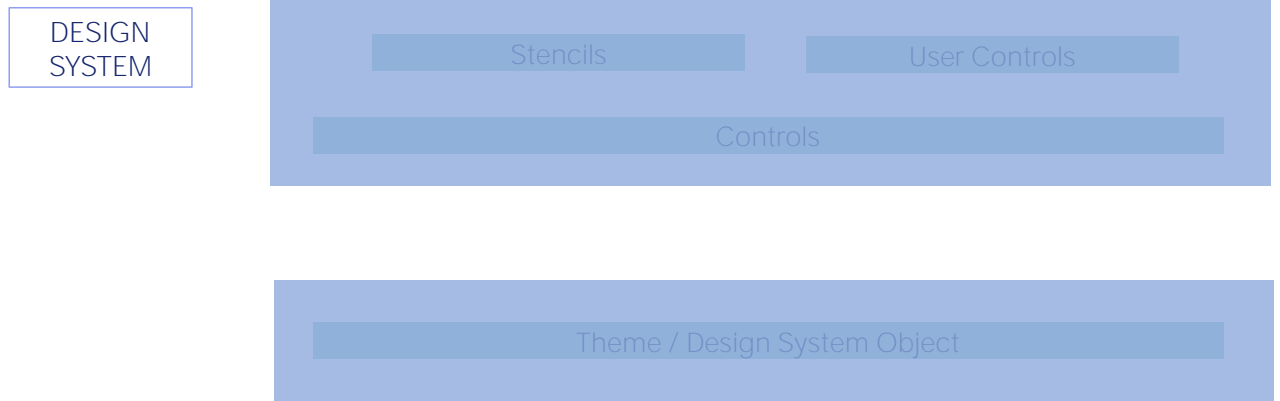 DESIGN
SYSTEM
Stencils
User Controls
Controls
Theme / Design System Object